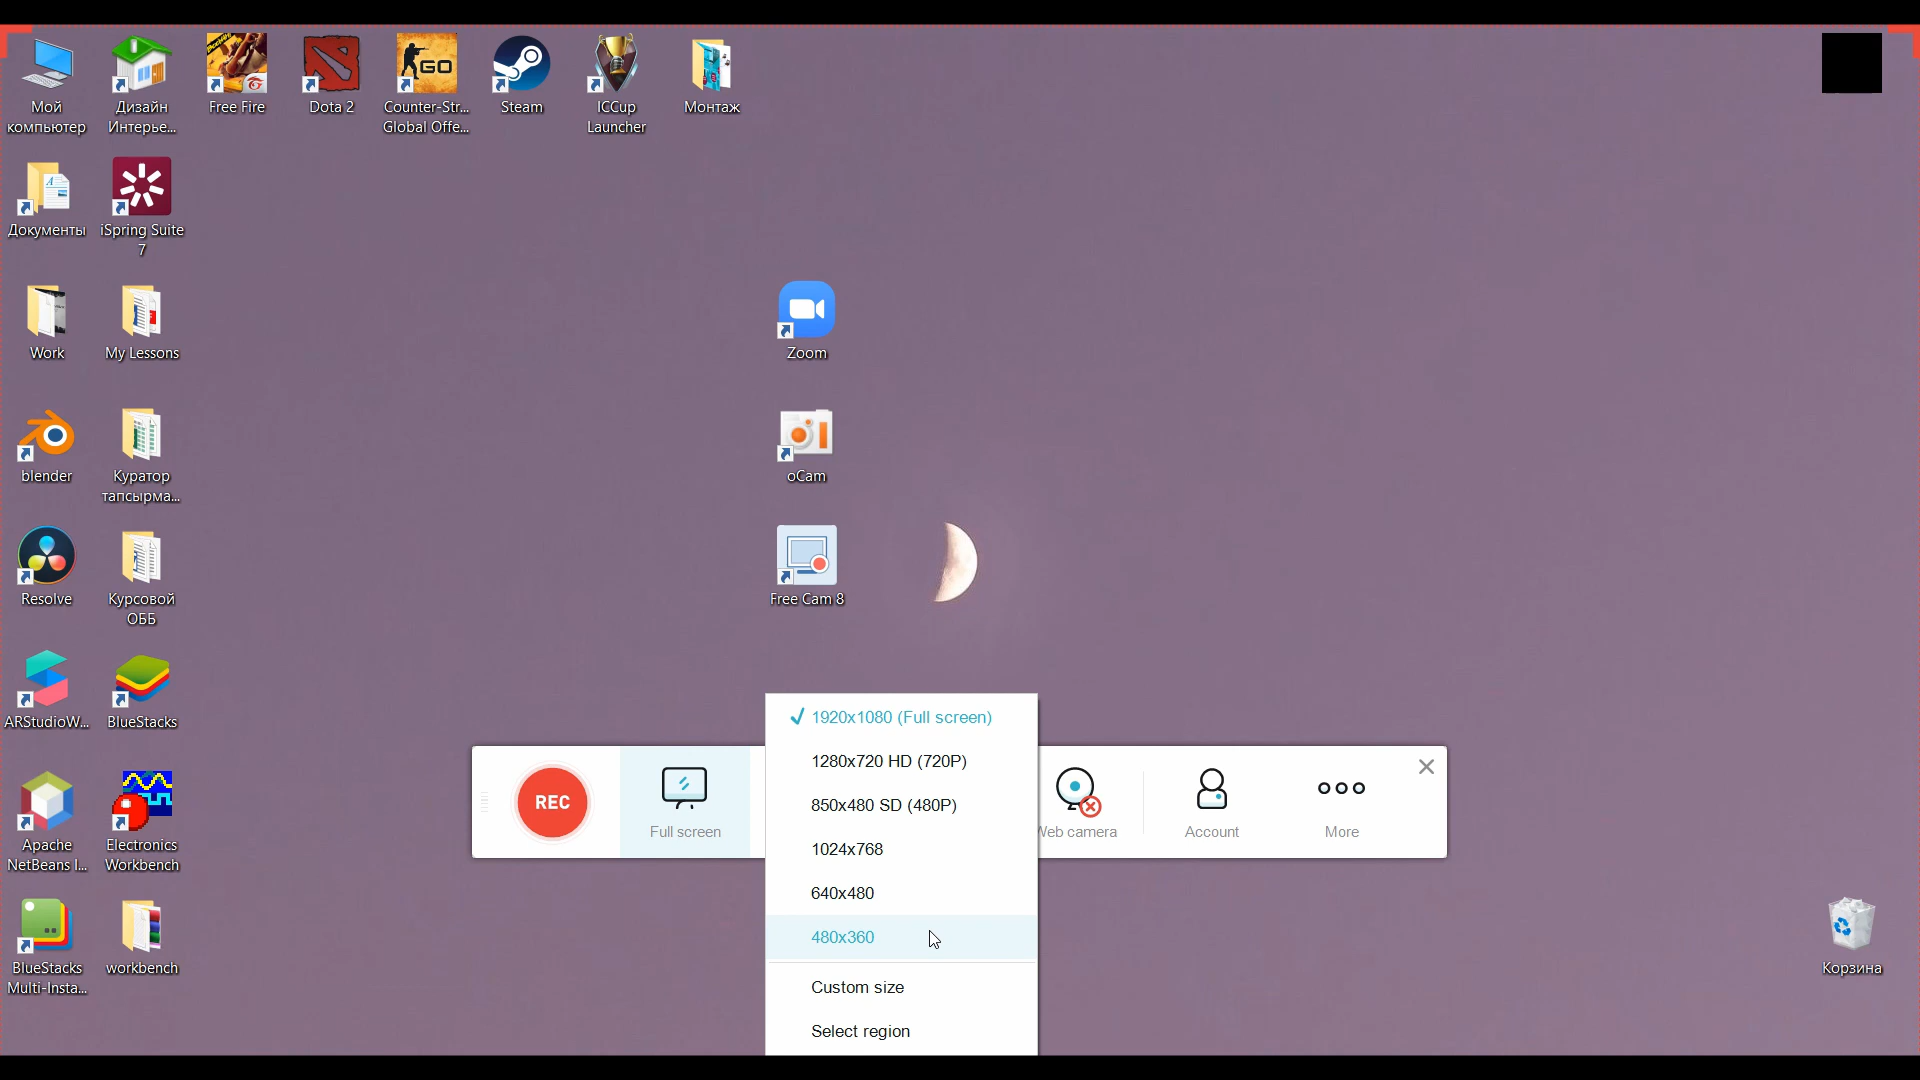 Мой
компьютер
Дизайн
Интерье...
Free Fire
Dota 2
Counter-Str...
Global Offe...
Steam
ICCup
Launcher
Монтаж
GO
Документы
iSpring Suite
7
Work
My Lessons
Zoom
blender
Куратор
тапсырма...
oCam
Resolve
Курсовой
ОББ
Free Cam 8
ARStudioW...
BlueStacks
1920x1080 (Full screen)
1280x720 HD (720P)
850x480 SD (480P)
1024x768
640x480
480x360
Custom size
Select region
REC
Full screen
Web camera
Account
More
Apache
NetBeans I...
Electronics
Workbench
BlueStacks
Multi-Insta...
workbench
Корзина